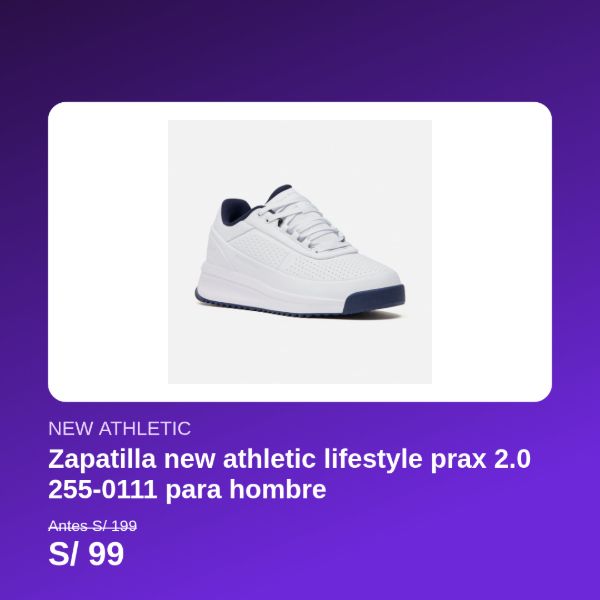 NEW ATHLETIC
Zapatilla new athletic lifestyle prax 2.0
255-0111 para hombre
Antes S/ 199
S/ 99